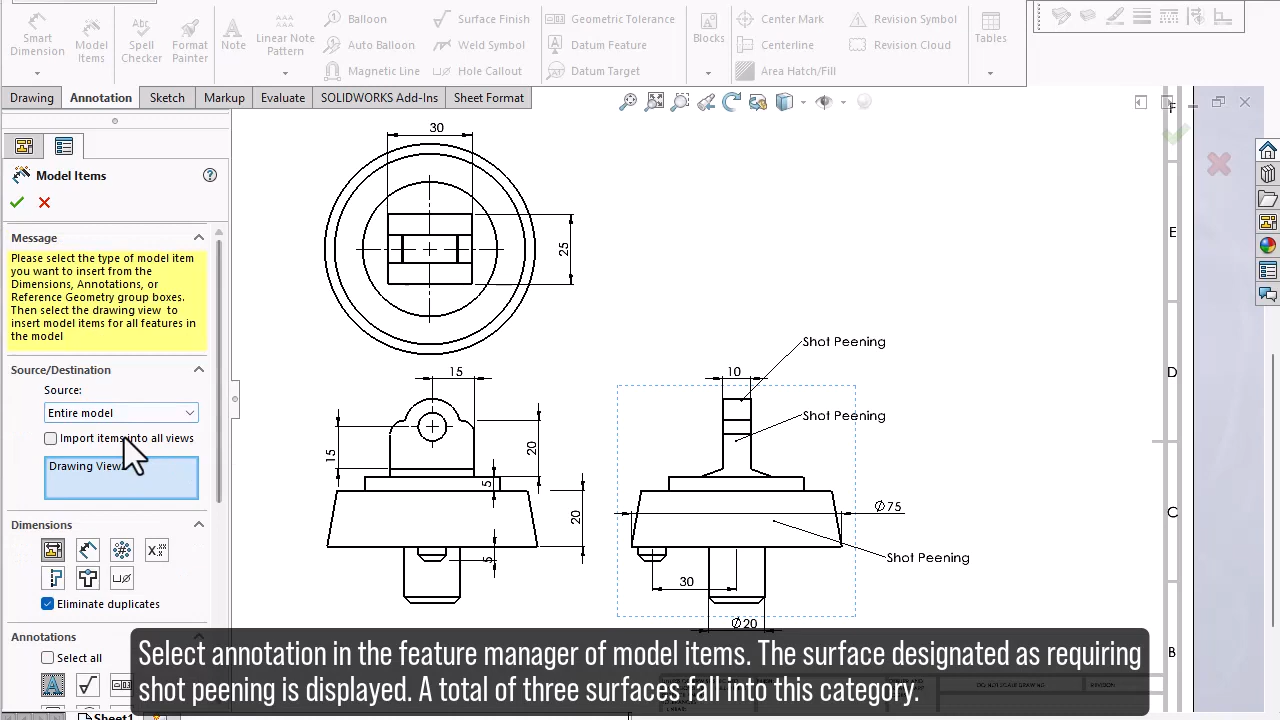 Smart
Dimension
Model
Items
Abc
Spell
Checker
Format
Painter
Note
Linear Note
Pattern
Balloon
Auto Balloon
Magnetic Line
Surface Finish
Weld Symbol
Hole Callout
Geometric Tolerance
Datum Feature
Datum Target
Blocks
Center Mark
Centerline
Area Hatch/Fill
Revision Symbol
Revision Cloud
Tables
Drawing
Annotation
Sketch
Markup
Evaluate
SOLIDWORKS Add-Ins
Sheet Format
Model Items
Message
Please select the type of model item
you want to insert from the
Dimensions, Annotations, or
Reference Geometry group boxes.
Then select the drawing view to
insert model items for all features in
the model
Source/Destination
Source:
Entire model
Import items into all views
Drawing View
Dimensions
Eliminate duplicates
Annotations
Select all
30
25
15
15
20
5
20
5
Shot Peening
10
Shot Peening
Ø75
Shot Peening
30
Ø20
F
E
D
C
B
Select annotation in the feature manager of model items. The surface designated as requiring
shot peening is displayed. A total of three surfaces fall into this category.
DO NOT SCALE DRAWING
REVISION:
Sheet1